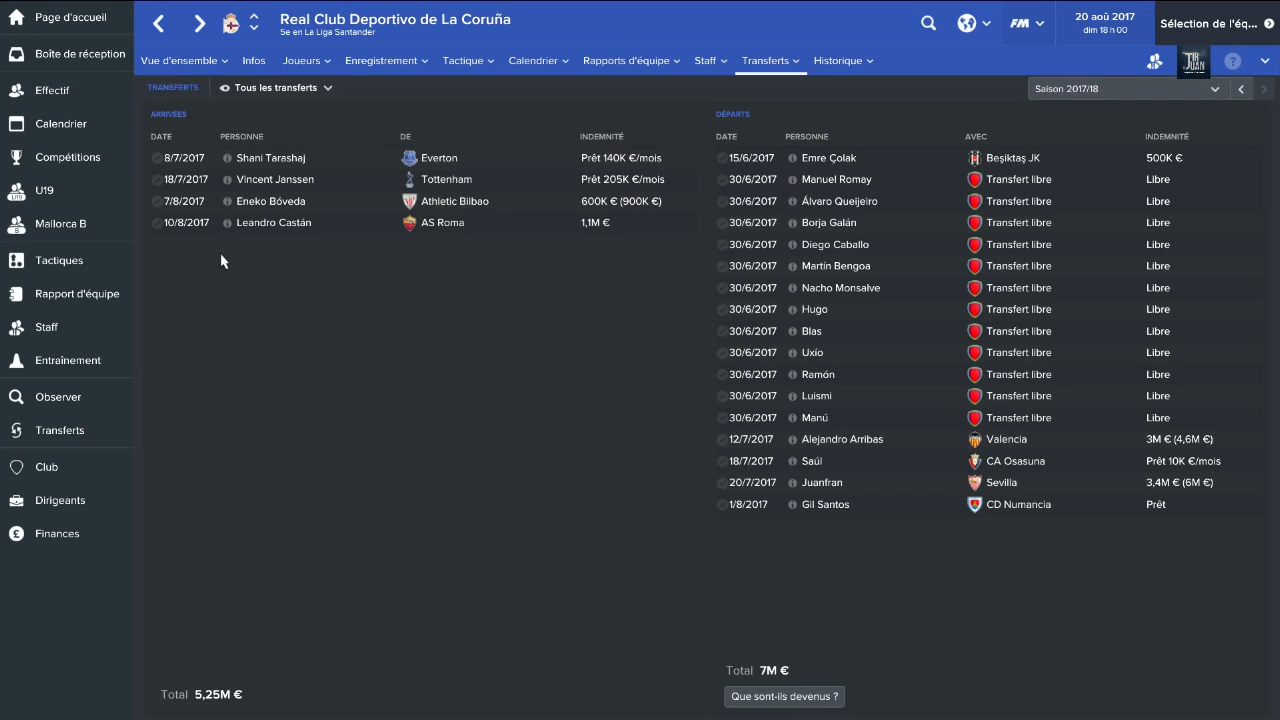 Page d'accueil
Boîte de réception
Effectif
Calendrier
Compétitions
U19
U19
Mallorca B
B
Tactiques
Rapport d'équipe
Staff
Entraînement
Observer
Transferts
Club
Dirigeants
Finances
Real Club Deportivo de La Coruña
5e en La Liga Santander
FM
20 aoû 2017
dim 18 h 00
Sélection de l'éq...
Vue d'ensemble
Infos
Joueurs
Enregistrement
Tactique
Calendrier
Rapports d'équipe
Staff
Transferts
Historique
TRANSFERTS
Tous les transferts
Saison 2017/18
ARRIVÉES
DATE PERSONNE DE INDEMNITÉ
8/7/2017 Shani Tarashaj Everton Prêt 140K €/mois
18/7/2017 Vincent Janssen Tottenham Prêt 205K €/mois
7/8/2017 Eneko Bóveda Athletic Bilbao 600K € (900K €)
10/8/2017 Leandro Castán AS Roma 1,1M €
Total 5,25M €
DÉPARTS
DATE PERSONNE AVEC INDEMNITÉ
15/6/2017 Emre Çolak Beşiktaş JK 500K €
30/6/2017 Manuel Romay Transfert libre Libre
30/6/2017 Álvaro Queijeiro Transfert libre Libre
30/6/2017 Borja Galán Transfert libre Libre
30/6/2017 Diego Caballo Transfert libre Libre
30/6/2017 Martín Bengoa Transfert libre Libre
30/6/2017 Nacho Monsalve Transfert libre Libre
30/6/2017 Hugo Transfert libre Libre
30/6/2017 Blas Transfert libre Libre
30/6/2017 Uxío Transfert libre Libre
30/6/2017 Ramón Transfert libre Libre
30/6/2017 Luismi Transfert libre Libre
30/6/2017 Manú Transfert libre Libre
12/7/2017 Alejandro Arribas Valencia 3M € (4,6M €)
18/7/2017 Saúl CA Osasuna Prêt 10K €/mois
20/7/2017 Juanfran Sevilla 3,4M € (6M €)
1/8/2017 Gil Santos CD Numancia Prêt
Total 7M €
Que sont-ils devenus ?